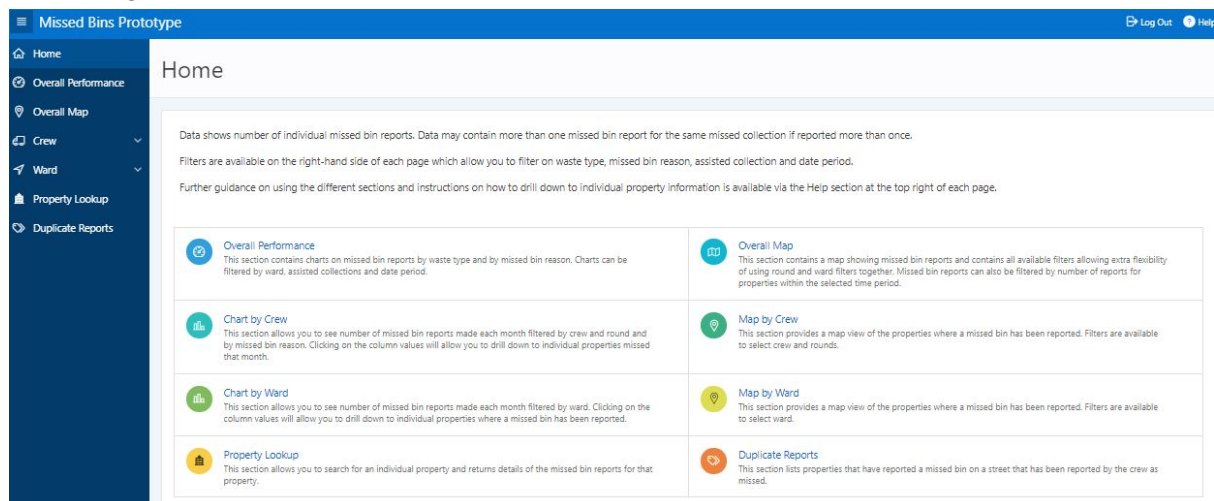 Missed Bins Prototype
Log Out
Help
Home
Overall Performance
Overall Map
Crew
Ward
Property Lookup
Duplicate Reports
Home
Data shows number of individual missed bin reports. Data may contain more than one missed bin report for the same missed collection if reported more than once.
Filters are available on the right-hand side of each page which allow you to filter on waste type, missed bin reason, assisted collection and date period.
Further guidance on using the different sections and instructions on how to drill down to individual property information is available via the Help section at the top right of each page.
Overall Performance
This section contains charts on missed bin reports by waste type and by missed bin reason. Charts can be
filtered by ward, assisted collections and date period.
Overall Map
This section contains a map showing missed bin reports and contains all available filters allowing extra flexibility
of using round and ward filters together. Missed bin reports can also be filtered by number of reports for
properties within the selected time period.
Chart by Crew
This section allows you to see number of missed bin reports made each month filtered by crew and round and
by missed bin reason. Clicking on the column values will allow you to drill down to individual properties missed
that month.
Map by Crew
This section provides a map view of the properties where a missed bin has been reported. Filters are available
to select crew and rounds.
Chart by Ward
This section allows you to see number of missed bin reports made each month filtered by ward. Clicking on the
column values will allow you to drill down to individual properties where a missed bin has been reported.
Map by Ward
This section provides a map view of the properties where a missed bin has been reported. Filters are available
to select ward.
Property Lookup
This section allows you to search for an individual property and returns details of the missed bin reports for that
property.
Duplicate Reports
This section lists properties that have reported a missed bin on a street that has been reported by the crew as
missed.